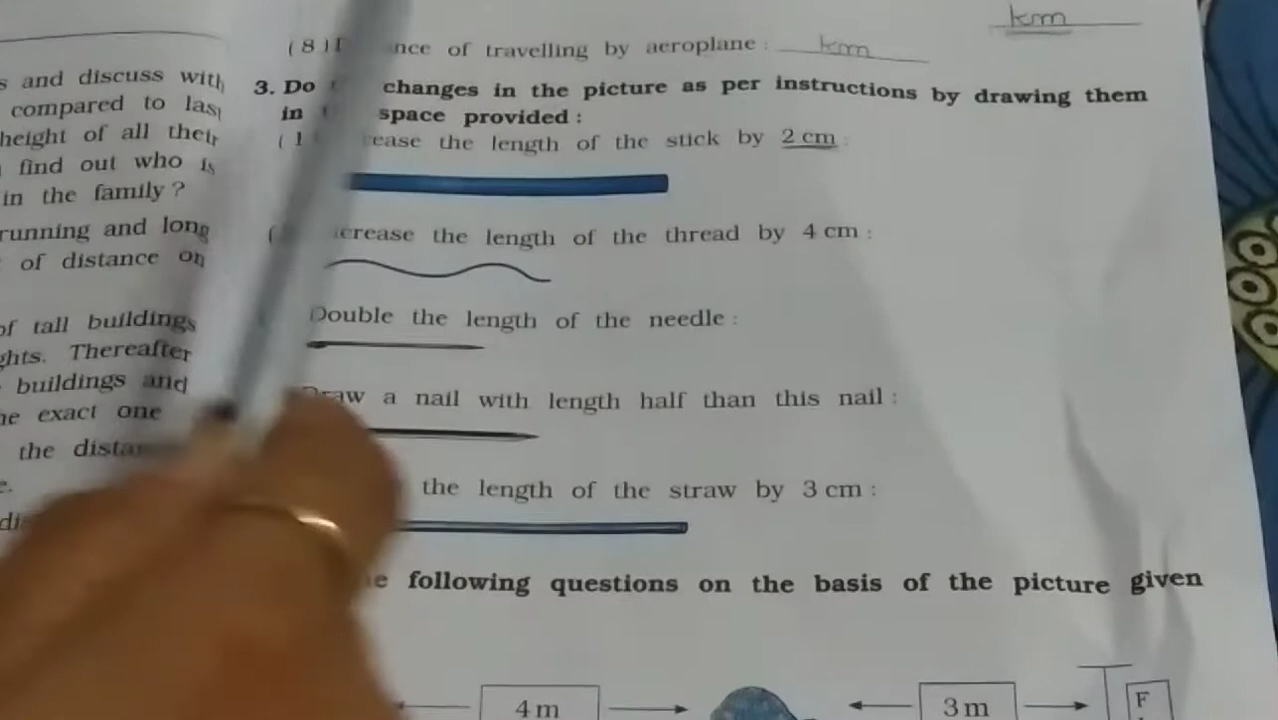 km
(8) nce of travelling by aeroplane : km
s and discuss with
compared to last
height of all their
find out who is
in the family ?
running and long
of distance on
of tall buildings
ghts. Thereafter
buildings and
he exact one
the distan
e.
di
3. Do changes in the picture as per instructions by drawing them
in space provided :
(1 rease the length of the stick by 2 cm :
crease the length of the thread by 4 cm :
Double the length of the needle :
Draw a nail with length half than this nail :
the length of the straw by 3 cm :
e following questions on the basis of the picture given
4 m
3 m
F